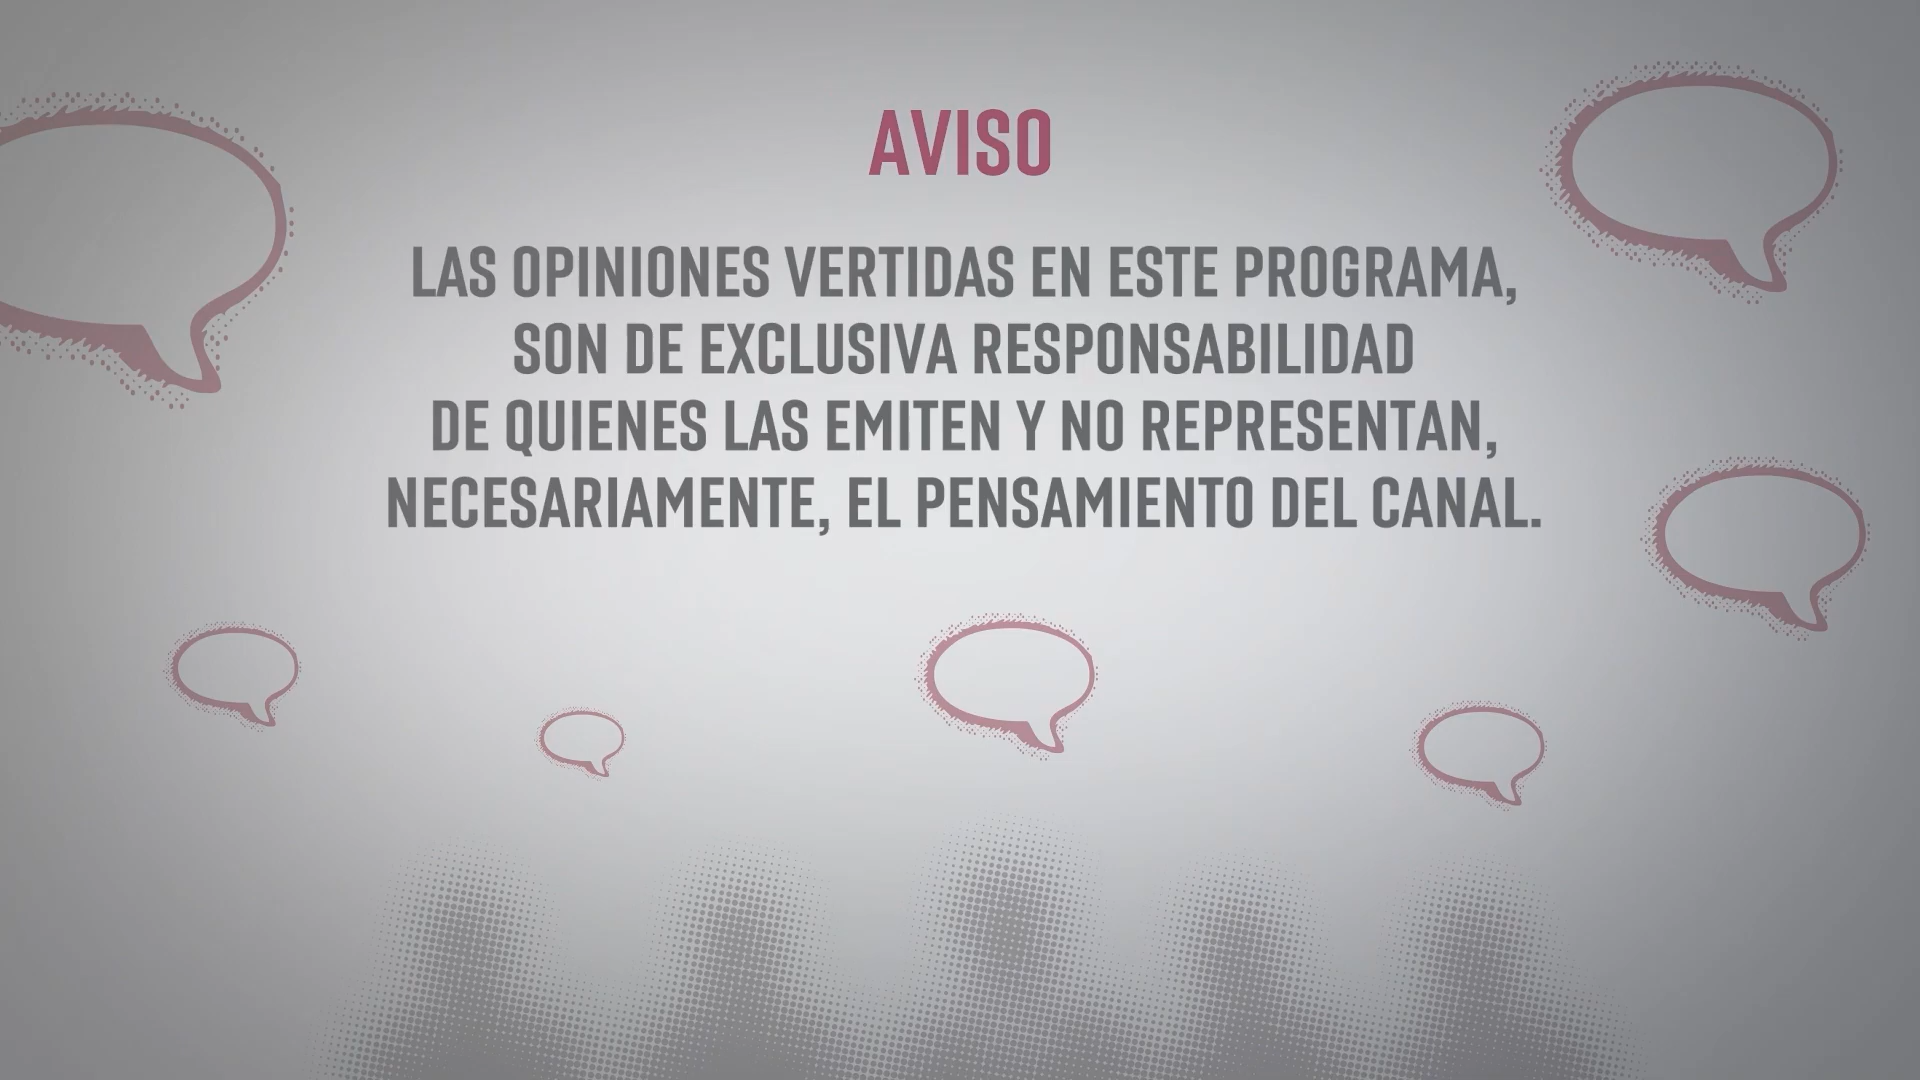 AVISO
LAS OPINIONES VERTIDAS EN ESTE PROGRAMA,
SON DE EXCLUSIVA RESPONSABILIDAD
DE QUIENES LAS EMITEN Y NO REPRESENTAN,
NECESARIAMENTE, EL PENSAMIENTO DEL CANAL.